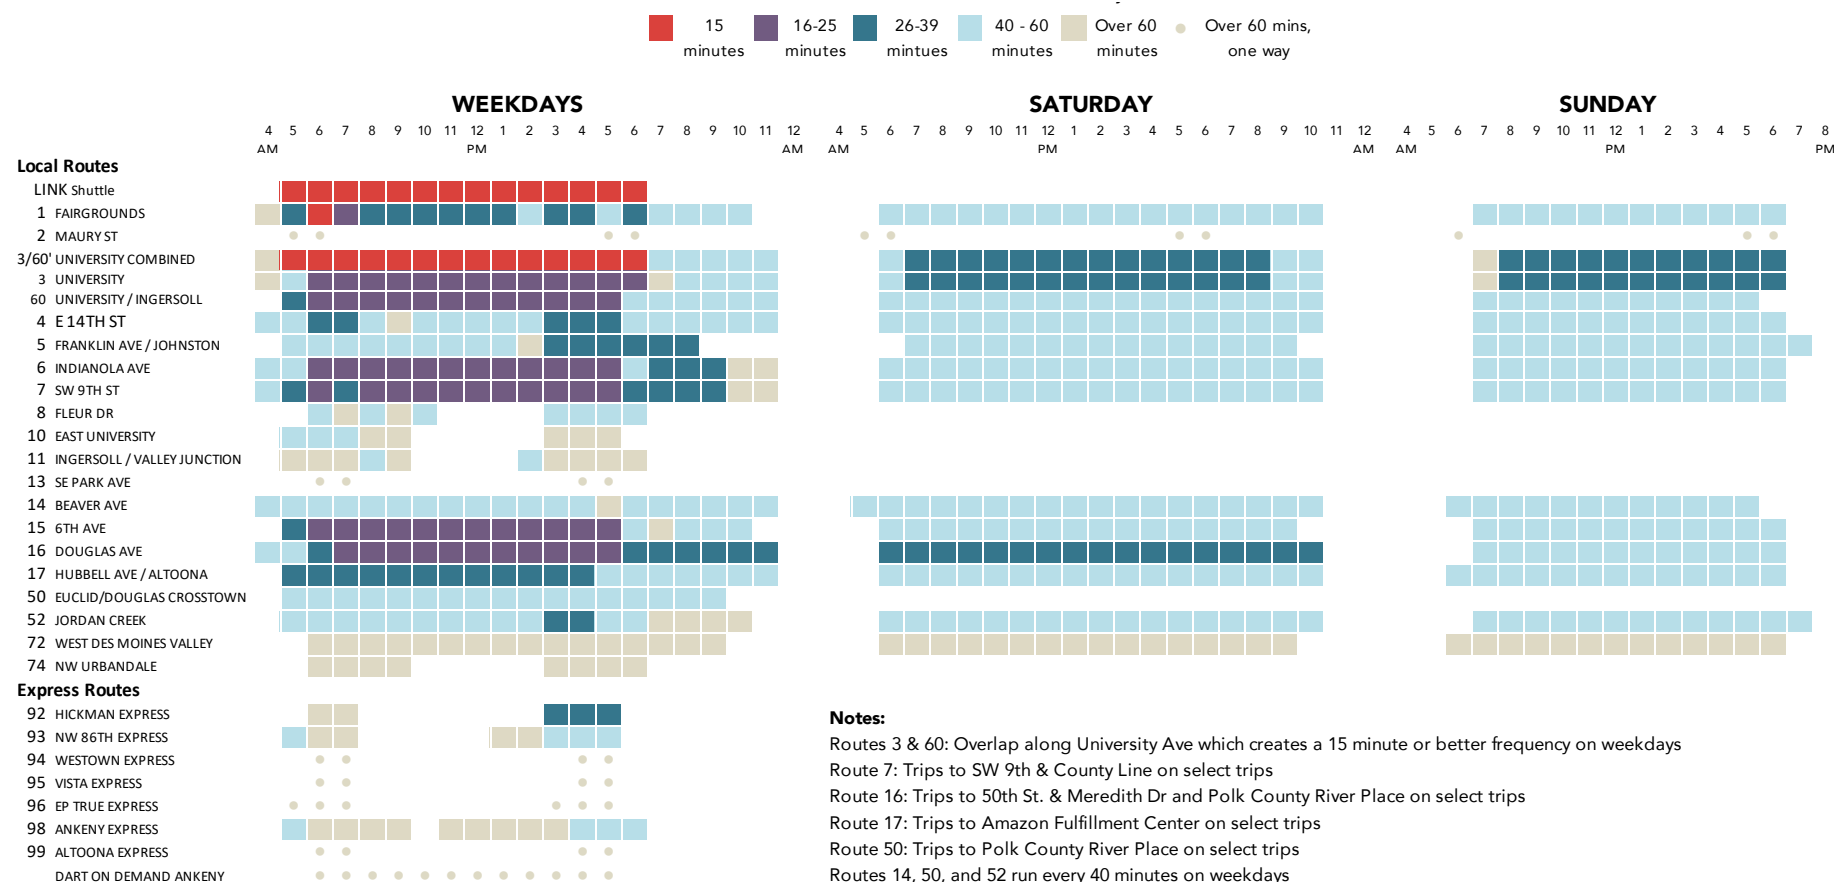 15 16-25 26-39 40 - 60 Over 60 Over 60 mins,
minutes minutes mintues minutes minutes one way
WEEKDAYS SATURDAY SUNDAY
4 5 6 7 8 9 10 11 12 1 2 3 4 5 6 7 8 9 10 11 12 4 5 6 7 8 9 10 11 12 1 2 3 4 5 6 7 8 9 10 11 12 4 5 6 7 8 9 10 11 12 1 2 3 4 5 6 7 8
AM PM AM AM PM AM AM PM PM
Local Routes
LINK Shuttle
1 FAIRGROUNDS
2 MAURY ST
3/60' UNIVERSITY COMBINED
3 UNIVERSITY
60 UNIVERSITY / INGERSOLL
4 E 14TH ST
5 FRANKLIN AVE / JOHNSTON
6 INDIANOLA AVE
7 SW 9TH ST
8 FLEUR DR
10 EAST UNIVERSITY
11 INGERSOLL / VALLEY JUNCTION
13 SE PARK AVE
14 BEAVER AVE
15 6TH AVE
16 DOUGLAS AVE
17 HUBBELL AVE / ALTOONA
50 EUCLID/DOUGLAS CROSSTOWN
52 JORDAN CREEK
72 WEST DES MOINES VALLEY
74 NW URBANDALE
Express Routes
92 HICKMAN EXPRESS
93 NW 86TH EXPRESS
94 WESTOWN EXPRESS
95 VISTA EXPRESS
96 EP TRUE EXPRESS
98 ANKENY EXPRESS
99 ALTOONA EXPRESS
DART ON DEMAND ANKENY
Notes:
Routes 3 & 60: Overlap along University Ave which creates a 15 minute or better frequency on weekdays
Route 7: Trips to SW 9th & County Line on select trips
Route 16: Trips to 50th St. & Meredith Dr and Polk County River Place on select trips
Route 17: Trips to Amazon Fulfillment Center on select trips
Route 50: Trips to Polk County River Place on select trips
Routes 14, 50, and 52 run every 40 minutes on weekdays